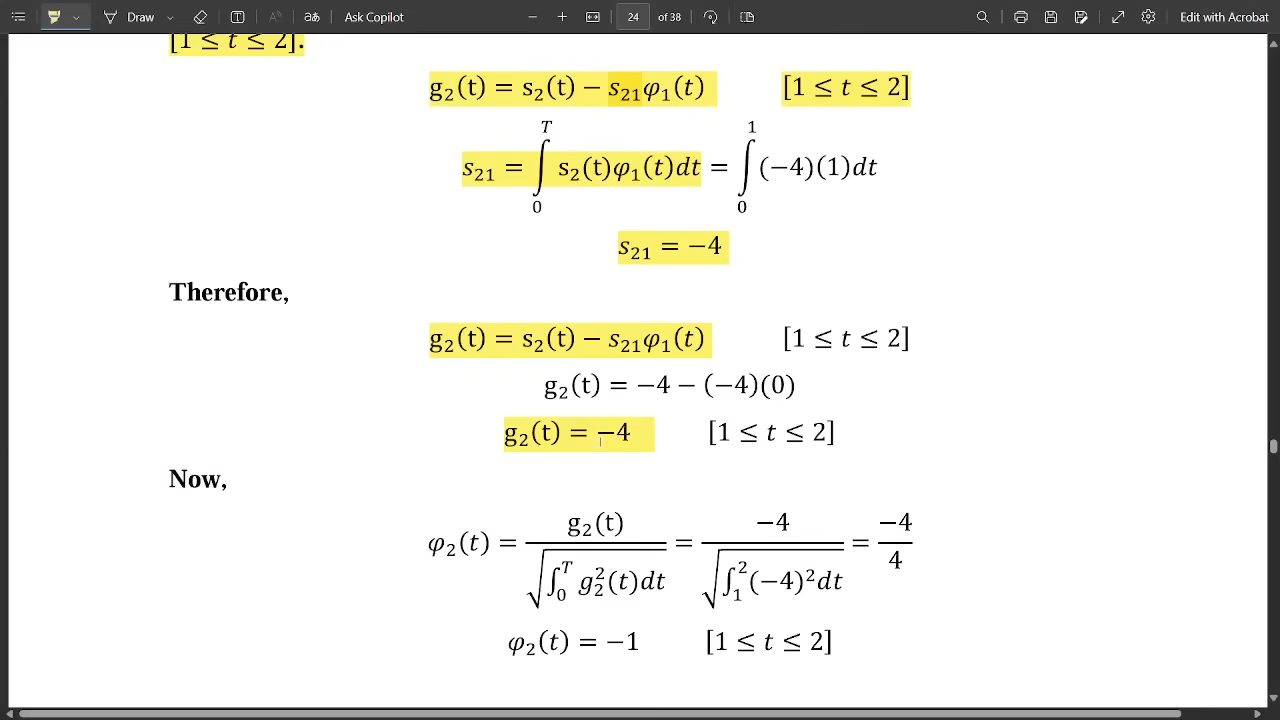 Draw
Ask Copilot
24 of 38
Edit with Acrobat
[1 ≤ t ≤ 2].
g₂(t) = s₂(t) − s₂₁φ₁(t) [1 ≤ t ≤ 2]
s₂₁ = ∫₀ᵀ s₂(t)φ₁(t)dt = ∫₀¹ (−4)(1)dt
s₂₁ = −4
Therefore,
g₂(t) = s₂(t) − s₂₁φ₁(t) [1 ≤ t ≤ 2]
g₂(t) = −4 − (−4)(0)
g₂(t) = −4 [1 ≤ t ≤ 2]
Now,
φ₂(t) = g₂(t) / √(∫₀ᵀ g₂²(t)dt) = −4 / √(∫₁² (−4)²dt) = −4 / 4
φ₂(t) = −1 [1 ≤ t ≤ 2]